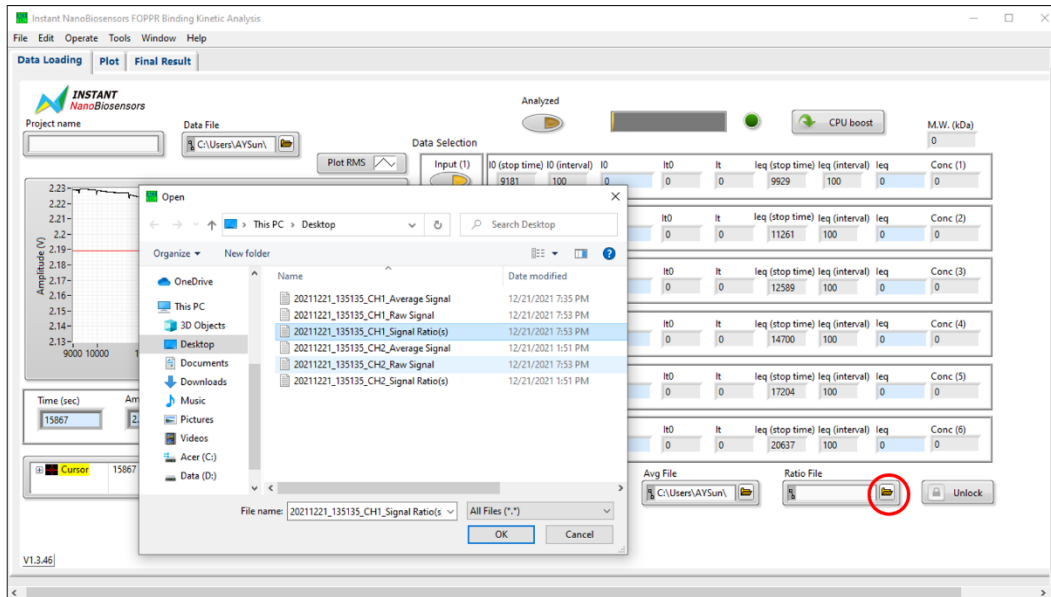 Instant NanoBiosensors FOPPR Binding Kinetic Analysis
File Edit Operate Tools Window Help
Data Loading Plot Final Result
INSTANT
NanoBiosensors
Analyzed
CPU boost
M.W. (kDa)
0
Project name
Data File
C:\Users\AYSun\
Data Selection
Plot RMS
Input (1)
I0 (stop time) I0 (interval) I0 It0 It Ieq (stop time) Ieq (interval) Ieq Conc (1)
9181 100 0 0 0 9929 100 0 0
It0 It Ieq (stop time) Ieq (interval) Ieq Conc (2)
0 0 11261 100 0 0
It0 It Ieq (stop time) Ieq (interval) Ieq Conc (3)
0 0 12589 100 0 0
It0 It Ieq (stop time) Ieq (interval) Ieq Conc (4)
0 0 14700 100 0 0
It0 It Ieq (stop time) Ieq (interval) Ieq Conc (5)
0 0 17204 100 0 0
It0 It Ieq (stop time) Ieq (interval) Ieq Conc (6)
0 0 20637 100 0 0
Amplitude (V)
2.23
2.22
2.21
2.2
2.19
2.18
2.17
2.16
2.15
2.14
2.13
9000 10000 1
Open
This PC > Desktop
Search Desktop
Organize
New folder
Name
Date modified
OneDrive
This PC
3D Objects
Desktop
Documents
Downloads
Music
Pictures
Videos
Acer (C:)
Data (D:)
20211221_135135_CH1_Average Signal 12/21/2021 7:35 PM
20211221_135135_CH1_Raw Signal 12/21/2021 7:53 PM
20211221_135135_CH1_Signal Ratio(s) 12/21/2021 7:53 PM
20211221_135135_CH2_Average Signal 12/21/2021 1:51 PM
20211221_135135_CH2_Raw Signal 12/21/2021 7:53 PM
20211221_135135_CH2_Signal Ratio(s) 12/21/2021 1:51 PM
File name: 20211221_135135_CH1_Signal Ratio(s
All Files (*.*)
OK Cancel
Time (sec) Am
15867 2.
Cursor 15867
Avg File
C:\Users\AYSun\
Ratio File
Unlock
V1.3.46